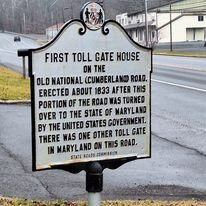 FIRST TOLL GATE HOUSE
ON THE
OLD NATIONAL (CUMBERLAND) ROAD.
ERECTED ABOUT 1833 AFTER THIS
PORTION OF THE ROAD WAS TURNED
OVER TO THE STATE OF MARYLAND
BY THE UNITED STATES GOVERNMENT.
THERE WAS ONE OTHER TOLL GATE
IN MARYLAND ON THIS ROAD.
STATE ROADS COMMISSION